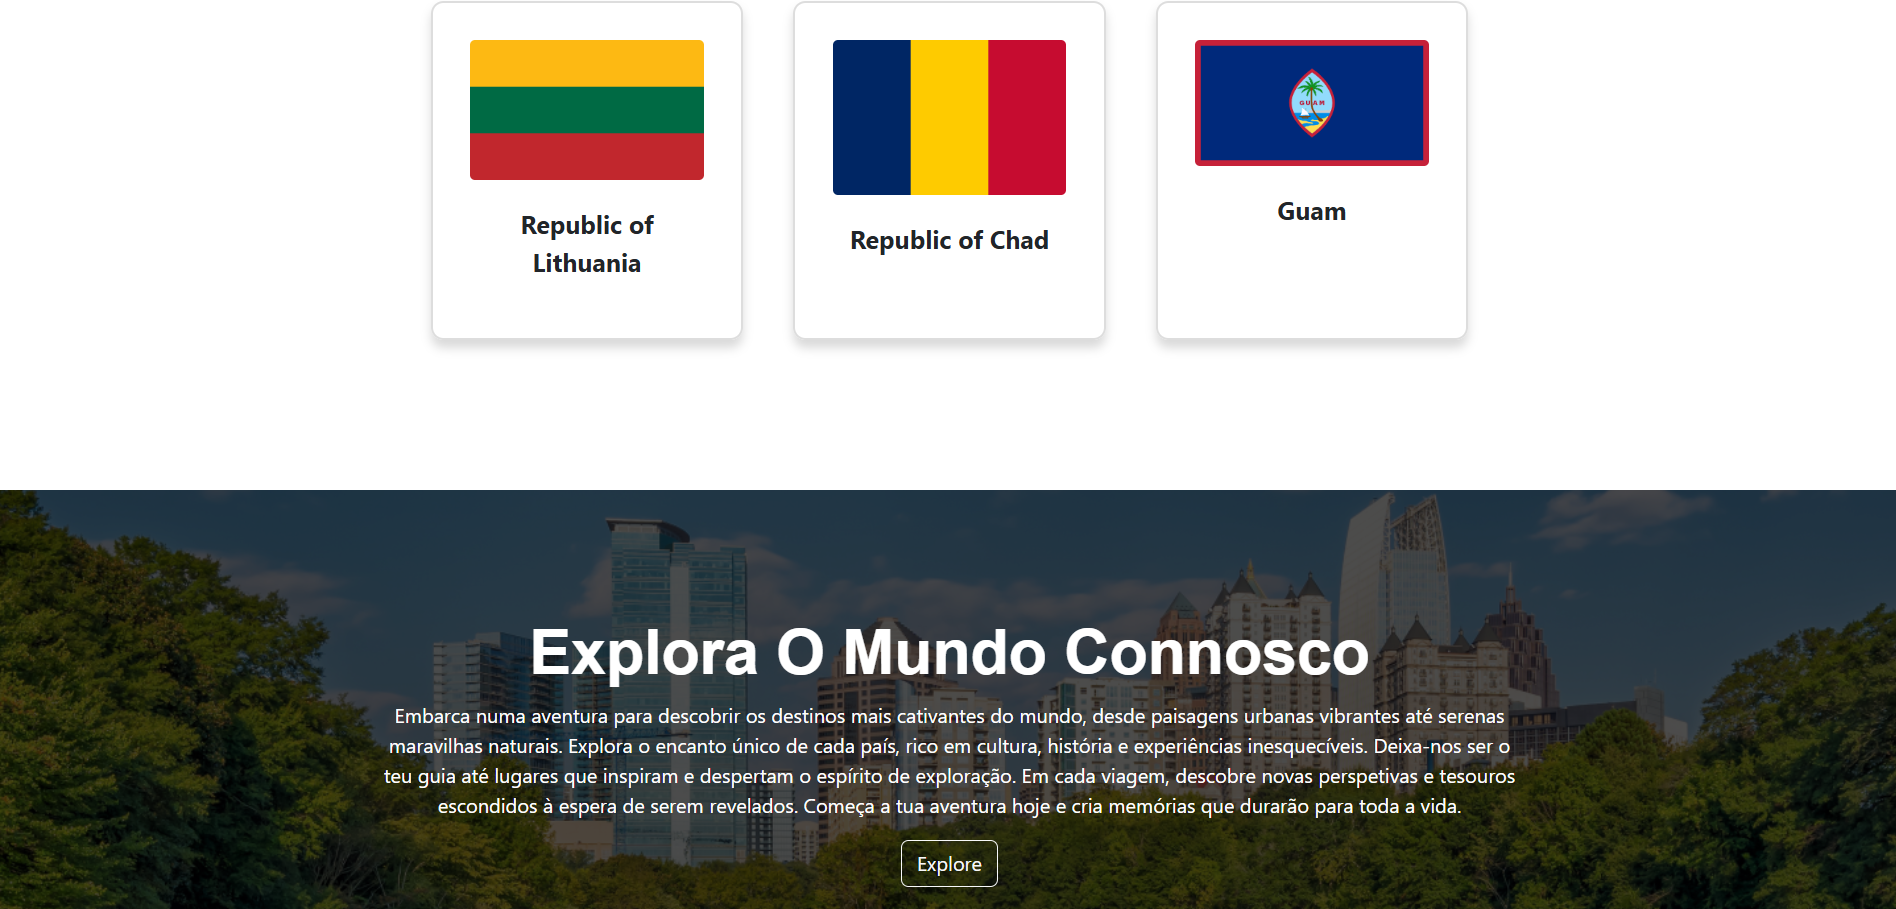 GUAM
Republic of
Lithuania
Republic of Chad
Guam
Explora O Mundo Connosco
Embarca numa aventura para descobrir os destinos mais cativantes do mundo, desde paisagens urbanas vibrantes até serenas
maravilhas naturais. Explora o encanto único de cada país, rico em cultura, história e experiências inesquecíveis. Deixa-nos ser o
teu guia até lugares que inspiram e despertam o espírito de exploração. Em cada viagem, descobre novas perspetivas e tesouros
escondidos à espera de serem revelados. Começa a tua aventura hoje e cria memórias que durarão para toda a vida.
Explore